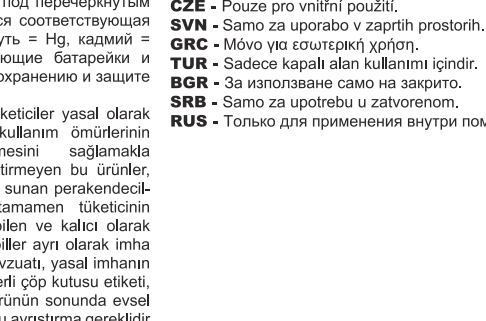 под перечеркнутым
ся соответствующая
уть = Hg, кадмий =
ющие батарейки и
охранению и защите
keticiler yasal olarak
kullanım ömürlerinin
mesini sağlamakla
tirmeyen bu ürünler,
sunan perakendecil-
tamamen tüketicinin
bilen ve kalıcı olarak
piller ayrı olarak imha
vzuatı, yasal imhanın
erli çöp kutusu etiketi,
rünün sonunda evsel
u ayrıştırma gereklidir
CZE - Pouze pro vnitřní použití.
SVN - Samo za uporabo v zaprtih prostorih.
GRC - Μόνο για εσωτερική χρήση.
TUR - Sadece kapalı alan kullanımı içindir.
BGR - За използване само на закрито.
SRB - Samo za upotrebu u zatvorenom.
RUS - Только для применения внутри пом